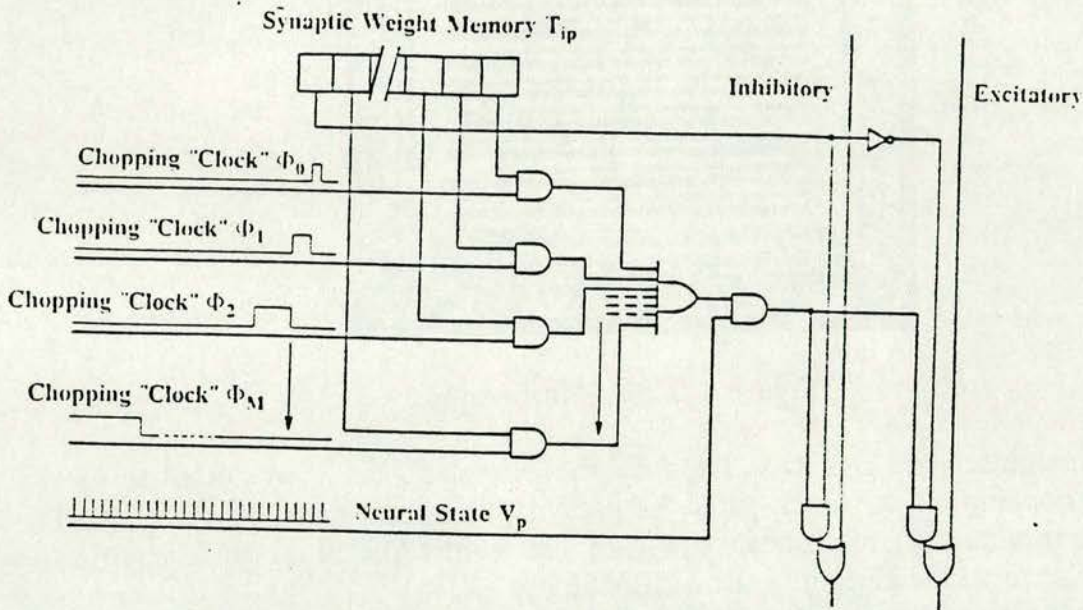 Synaptic Weight Memory T_ip
Inhibitory
Excitatory
Chopping "Clock" Φ_0
Chopping "Clock" Φ_1
Chopping "Clock" Φ_2
Chopping "Clock" Φ_M
Neural State V_p